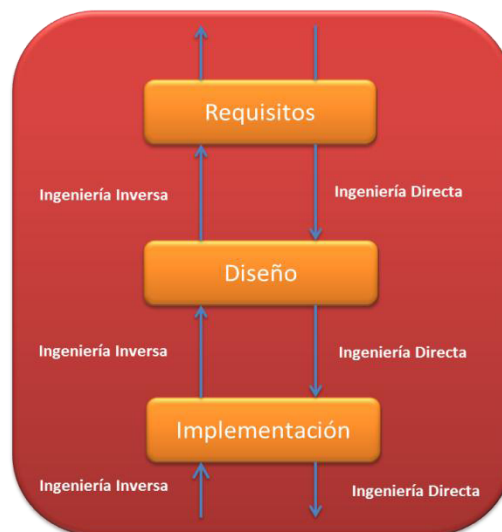 Requisitos
Ingeniería Inversa
Ingeniería Directa
Diseño
Ingeniería Inversa
Ingeniería Directa
Implementación
Ingeniería Inversa
Ingeniería Directa